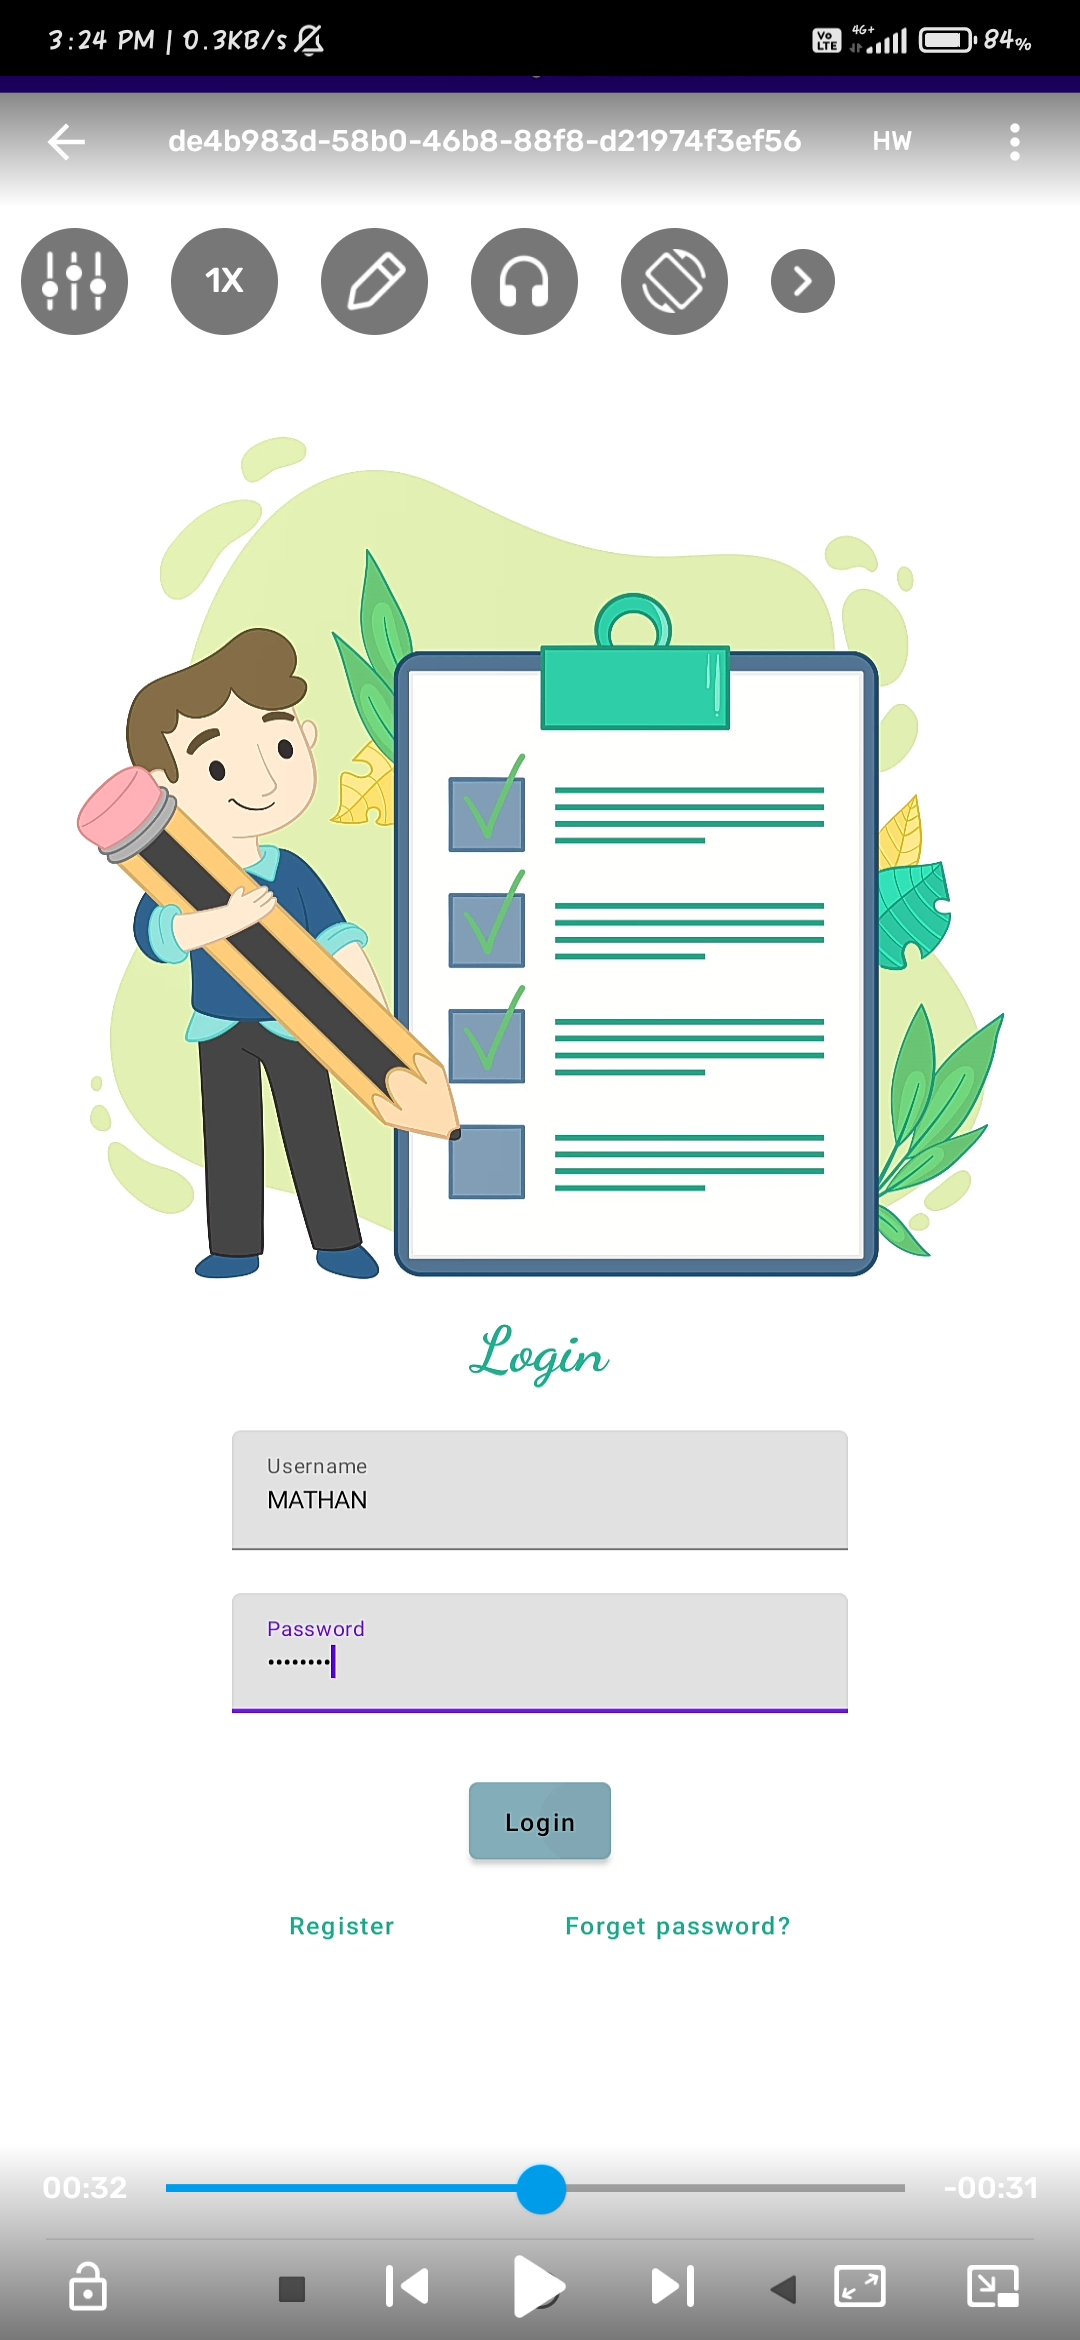 3:24 PM | 0.3KB/s
Vo LTE 4G+ 84%
de4b983d-58b0-46b8-88f8-d21974f3ef56 HW
1X
Login
Username
MATHAN
Password
••••••••
Login
Register Forget password?
00:32 -00:31